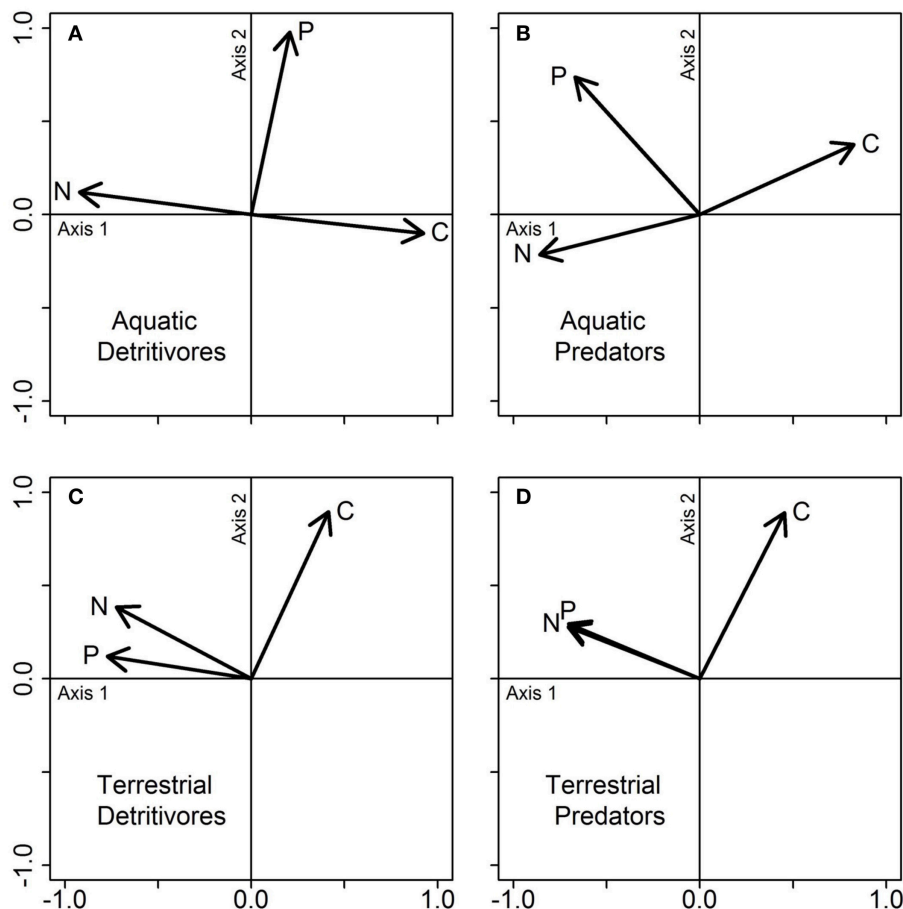 A
B
1.0
0.0
-1.0
Axis 2
P
N
Axis 1
C
Aquatic
Detritivores
Axis 2
P
C
Axis 1
N
Aquatic
Predators
C
D
1.0
0.0
-1.0
Axis 2
C
N
P
Axis 1
Terrestrial
Detritivores
-1.0
0.0
1.0
Axis 2
C
P
N
Axis 1
Terrestrial
Predators
-1.0
0.0
1.0